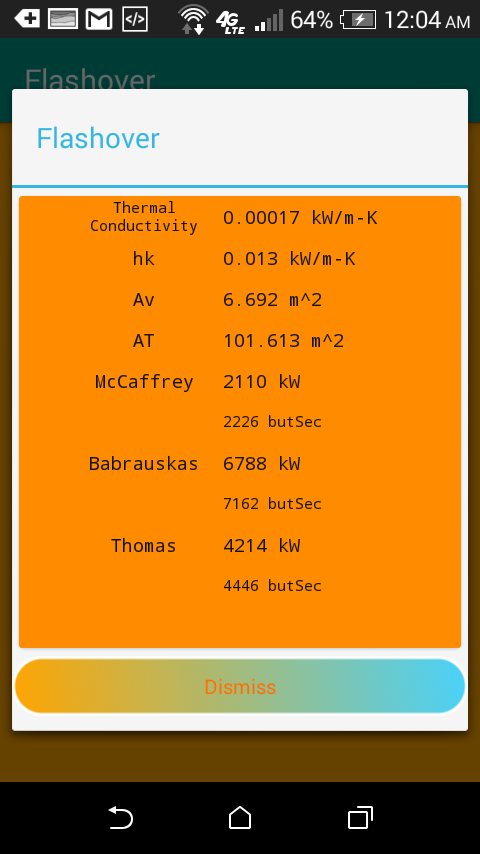 4G LTE 64% 12:04 AM
Flashover
Flashover
Thermal
Conductivity 0.00017 kW/m-K
hk 0.013 kW/m-K
Av 6.692 m^2
AT 101.613 m^2
McCaffrey 2110 kW
2226 butSec
Babrauskas 6788 kW
7162 butSec
Thomas 4214 kW
4446 butSec
Dismiss